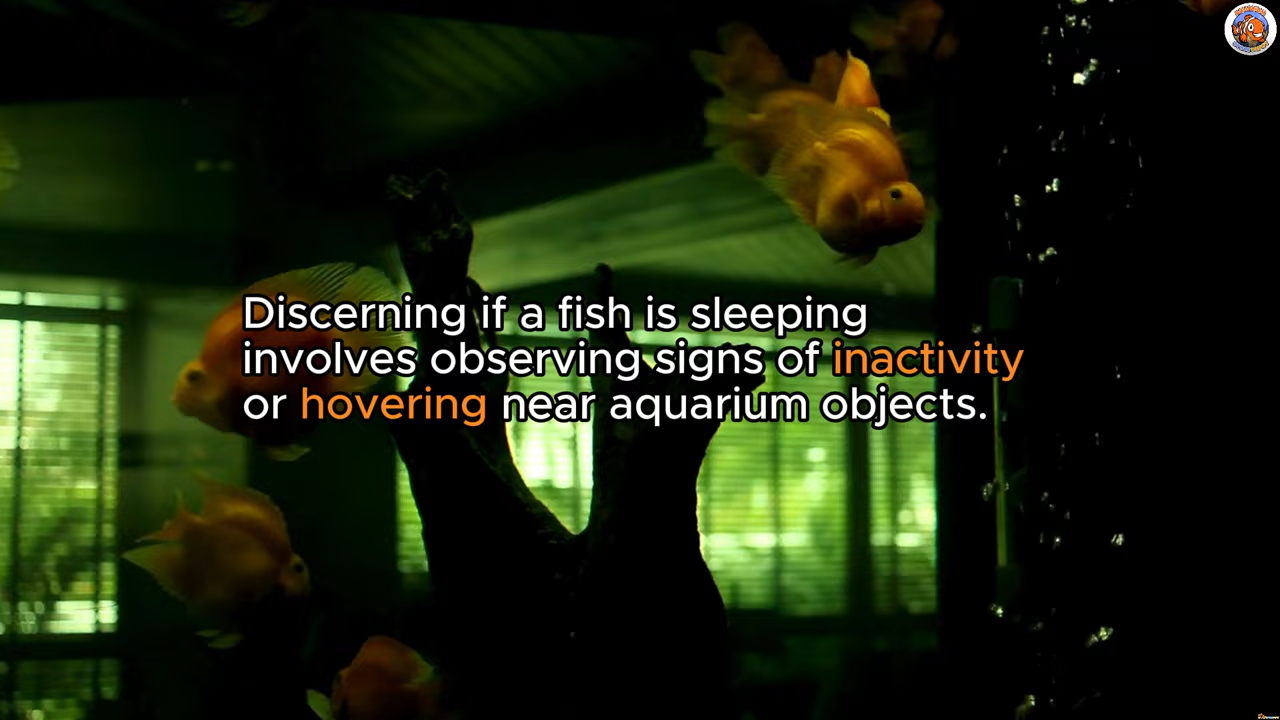 Discerning if a fish is sleeping
involves observing signs of inactivity
or hovering near aquarium objects.